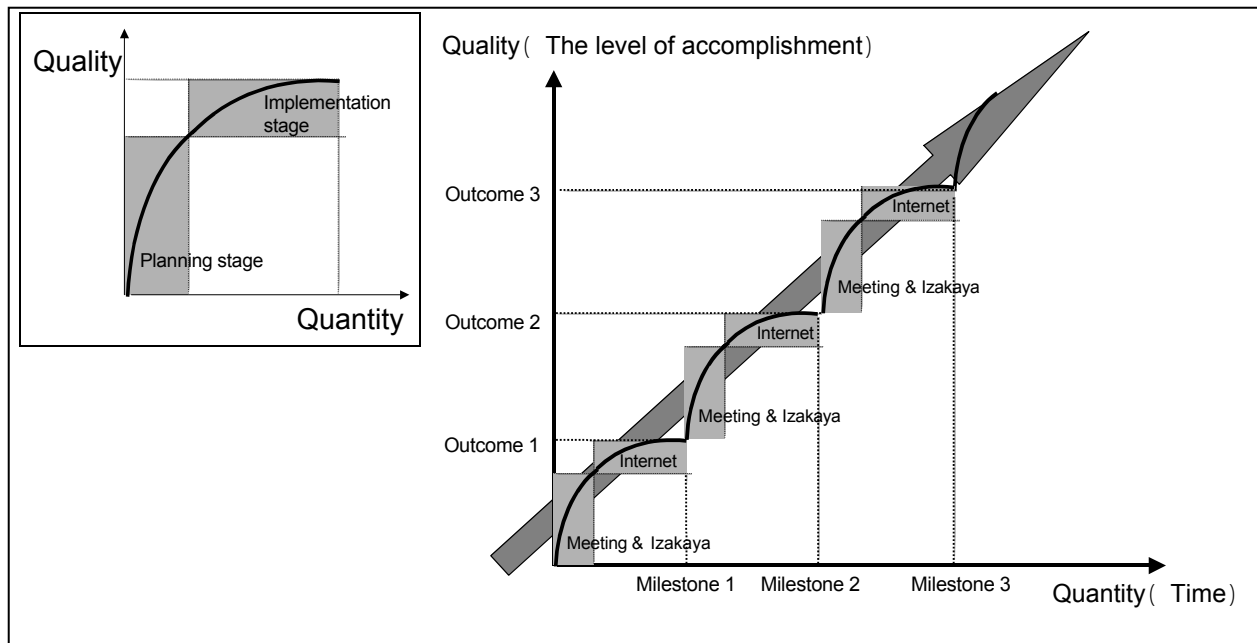 Quality
Implementation
stage
Planning stage
Quantity
Quality( The level of accomplishment)
Outcome 3
Internet
Meeting & Izakaya
Outcome 2
Internet
Meeting & Izakaya
Outcome 1
Internet
Meeting & Izakaya
Milestone 1 Milestone 2 Milestone 3
Quantity( Time)